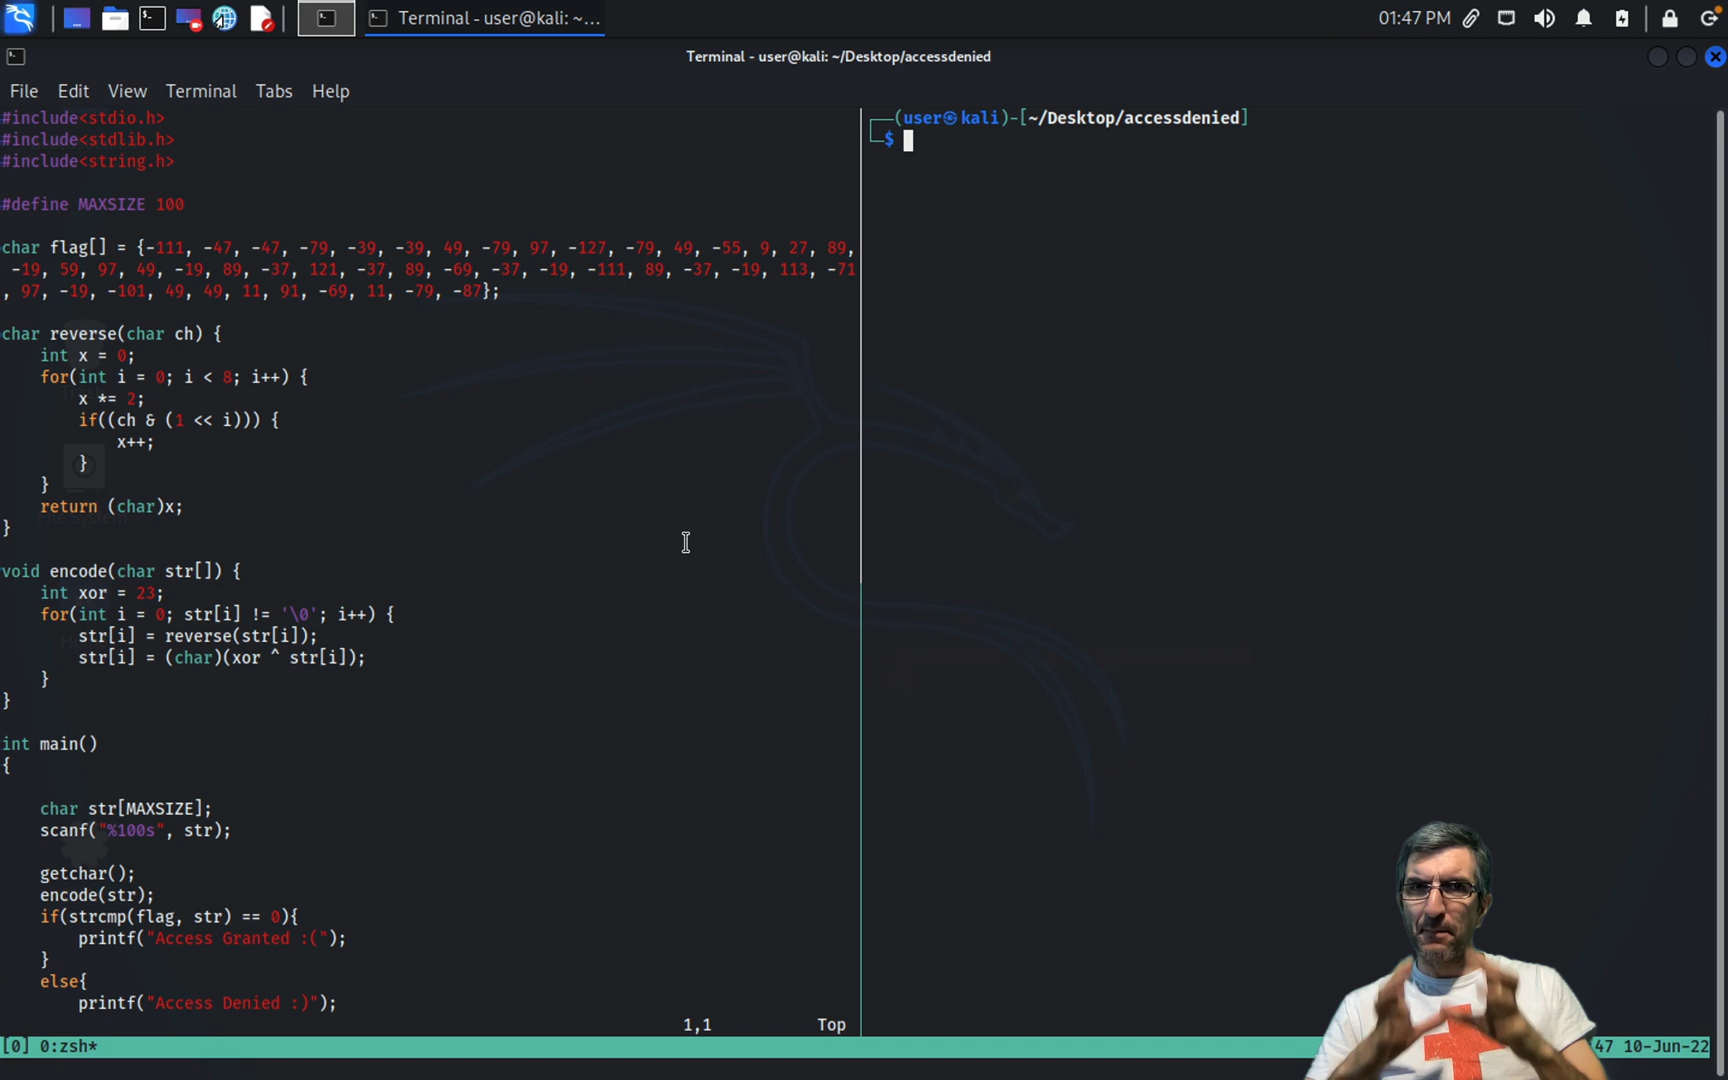 Terminal - user@kali: ~...
01:47 PM
Terminal - user@kali: ~/Desktop/accessdenied
File Edit View Terminal Tabs Help
#include<stdio.h>
#include<stdlib.h>
#include<string.h>
#define MAXSIZE 100
char flag[] = {-111, -47, -47, -79, -39, -39, 49, -79, 97, -127, -79, 49, -55, 9, 27, 89,
-19, 59, 97, 49, -19, 89, -37, 121, -37, 89, -69, -37, -19, -111, 89, -37, -19, 113, -71
, 97, -19, -101, 49, 49, 11, 91, -69, 11, -79, -87};
char reverse(char ch) {
int x = 0;
for(int i = 0; i < 8; i++) {
x *= 2;
if((ch & (1 << i))) {
x++;
}
}
return (char)x;
}
void encode(char str[]) {
int xor = 23;
for(int i = 0; str[i] != '\0'; i++) {
str[i] = reverse(str[i]);
str[i] = (char)(xor ^ str[i]);
}
}
int main()
{
char str[MAXSIZE];
scanf("%100s", str);
getchar();
encode(str);
if(strcmp(flag, str) == 0){
printf("Access Granted :(");
}
else{
printf("Access Denied :)");
1,1 Top
[0] 0:zsh*
(user㉿kali)-[~/Desktop/accessdenied]
$
47 10-Jun-22